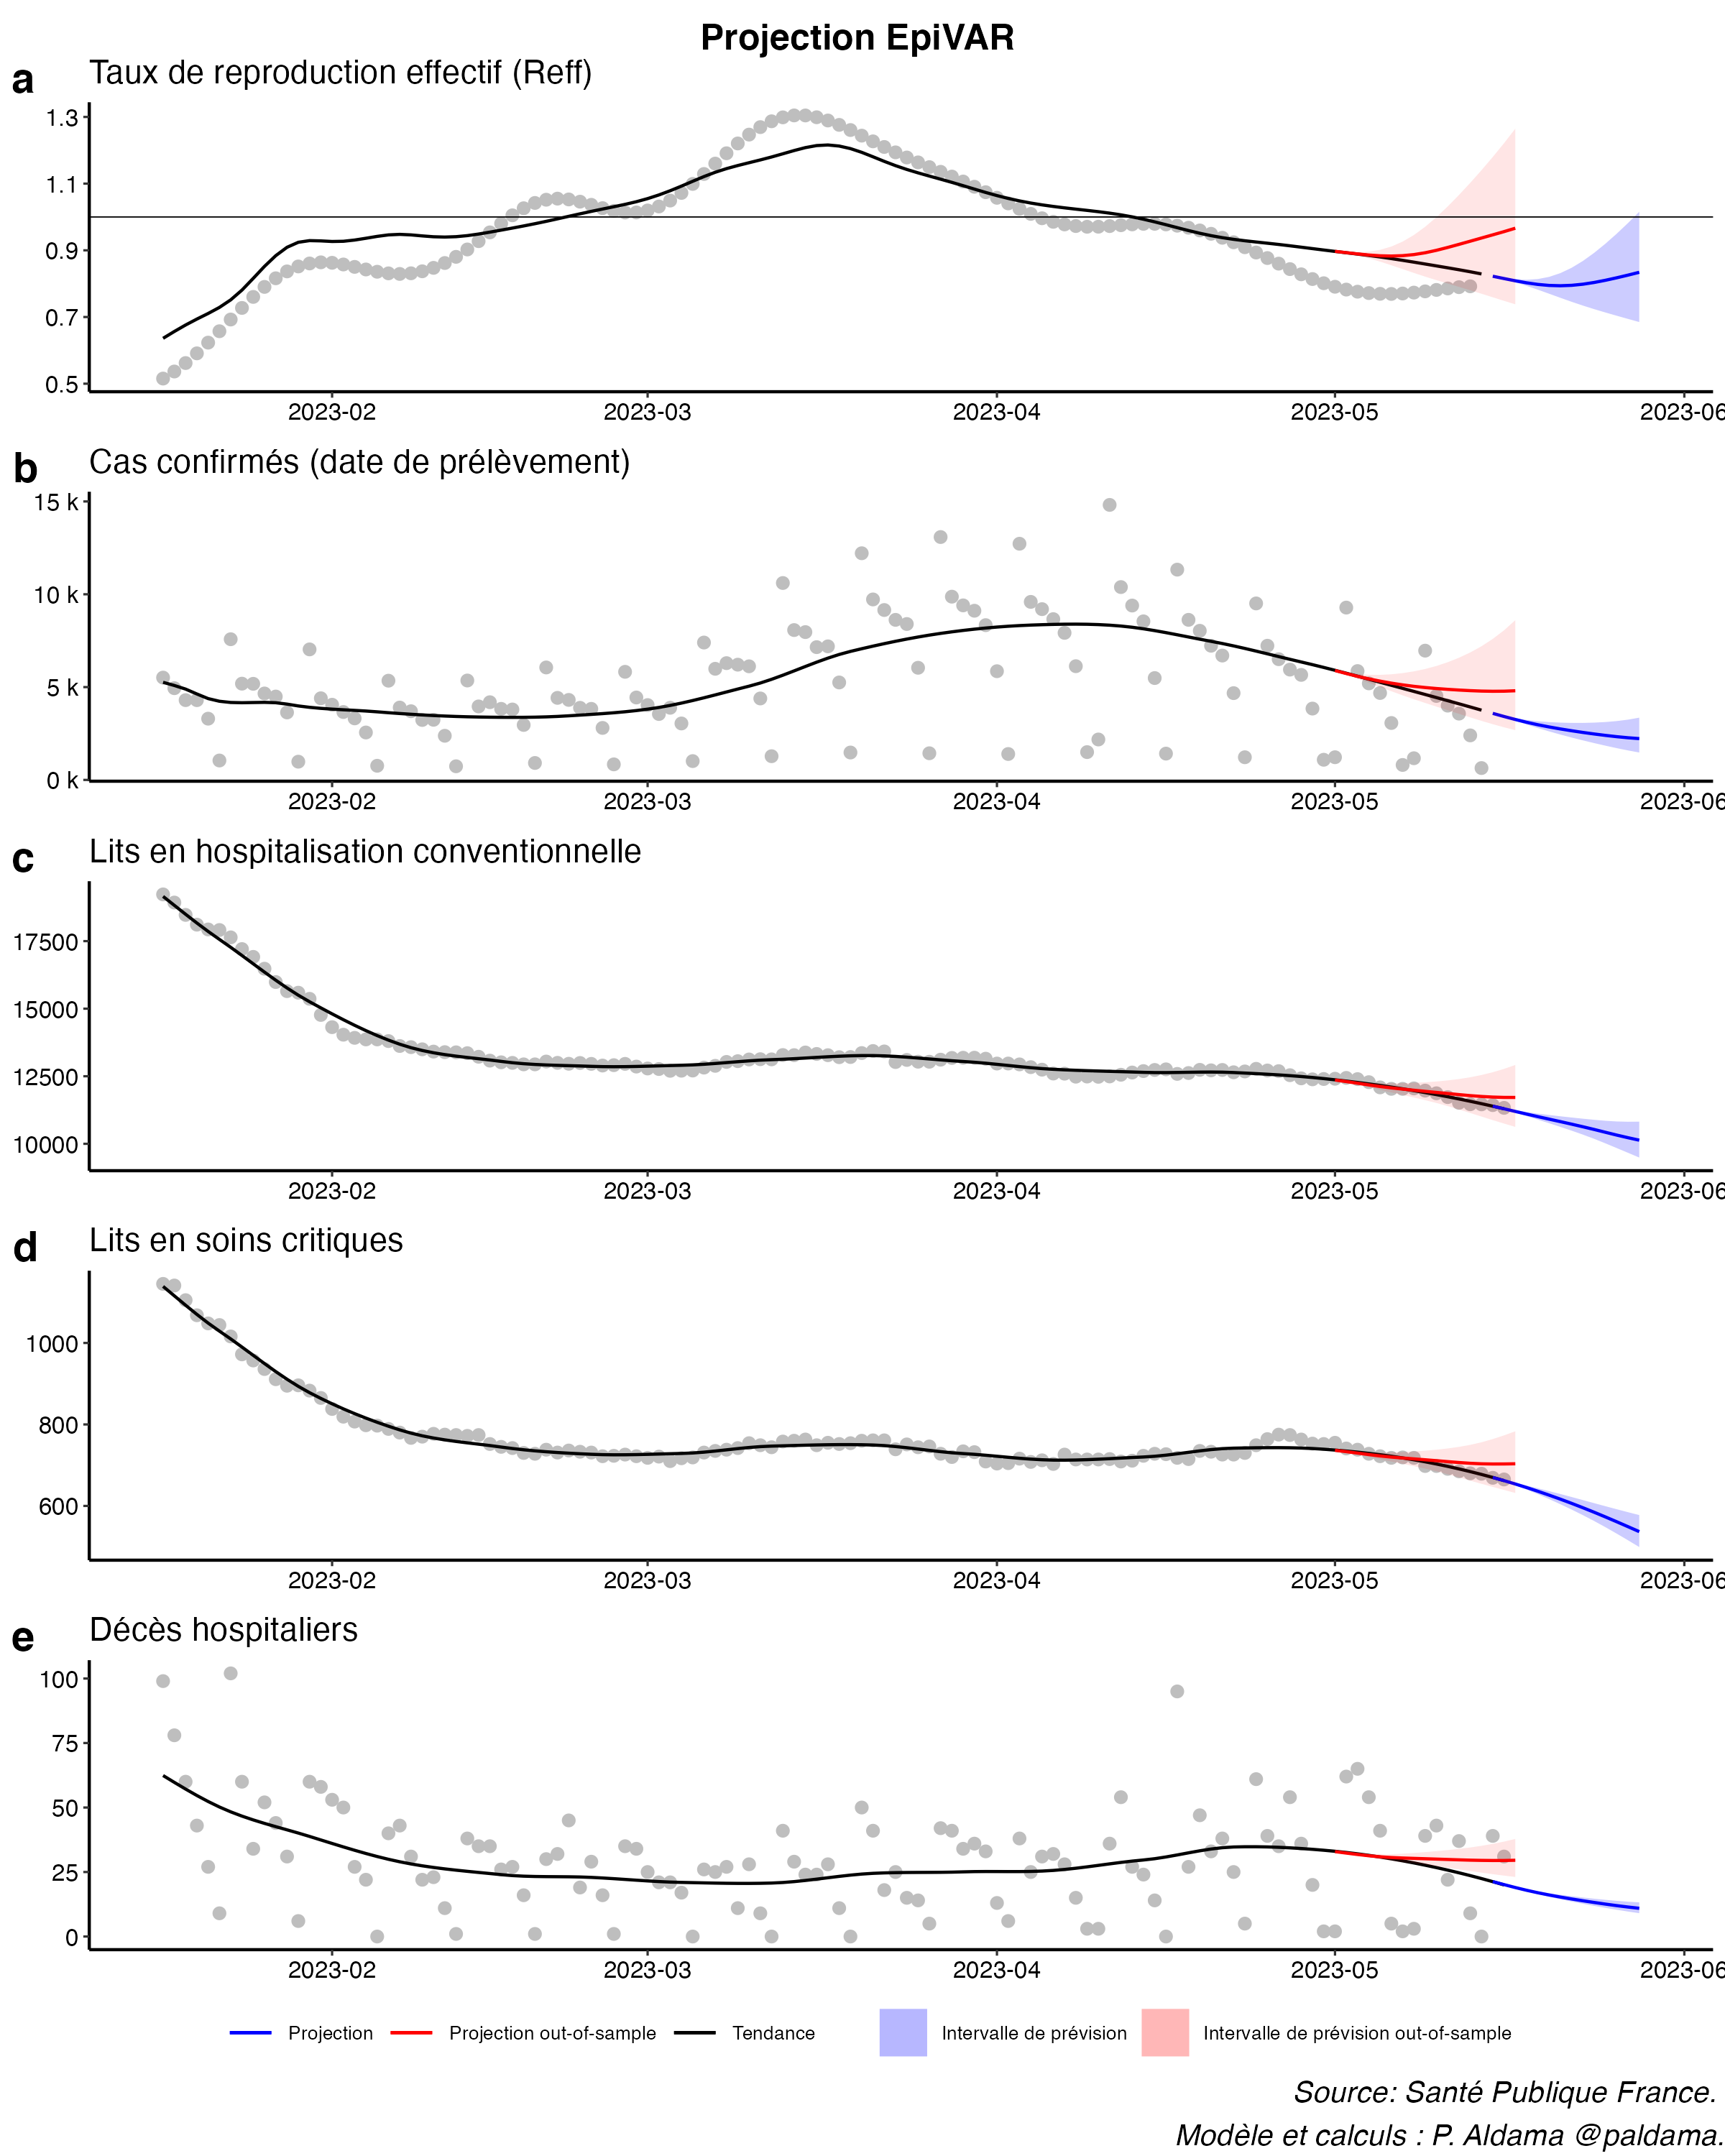 Projection EpiVAR
a Taux de reproduction effectif (Reff)
1.3
1.1
0.9
0.7
0.5
2023-02 2023-03 2023-04 2023-05 2023-06
b Cas confirmés (date de prélèvement)
15 k
10 k
5 k
0 k
2023-02 2023-03 2023-04 2023-05 2023-06
c Lits en hospitalisation conventionnelle
17500
15000
12500
10000
2023-02 2023-03 2023-04 2023-05 2023-06
d Lits en soins critiques
1000
800
600
2023-02 2023-03 2023-04 2023-05 2023-06
e Décès hospitaliers
100
75
50
25
0
2023-02 2023-03 2023-04 2023-05 2023-06
Projection Projection out-of-sample Tendance Intervalle de prévision Intervalle de prévision out-of-sample
Source: Santé Publique France.
Modèle et calculs : P. Aldama @paldama.